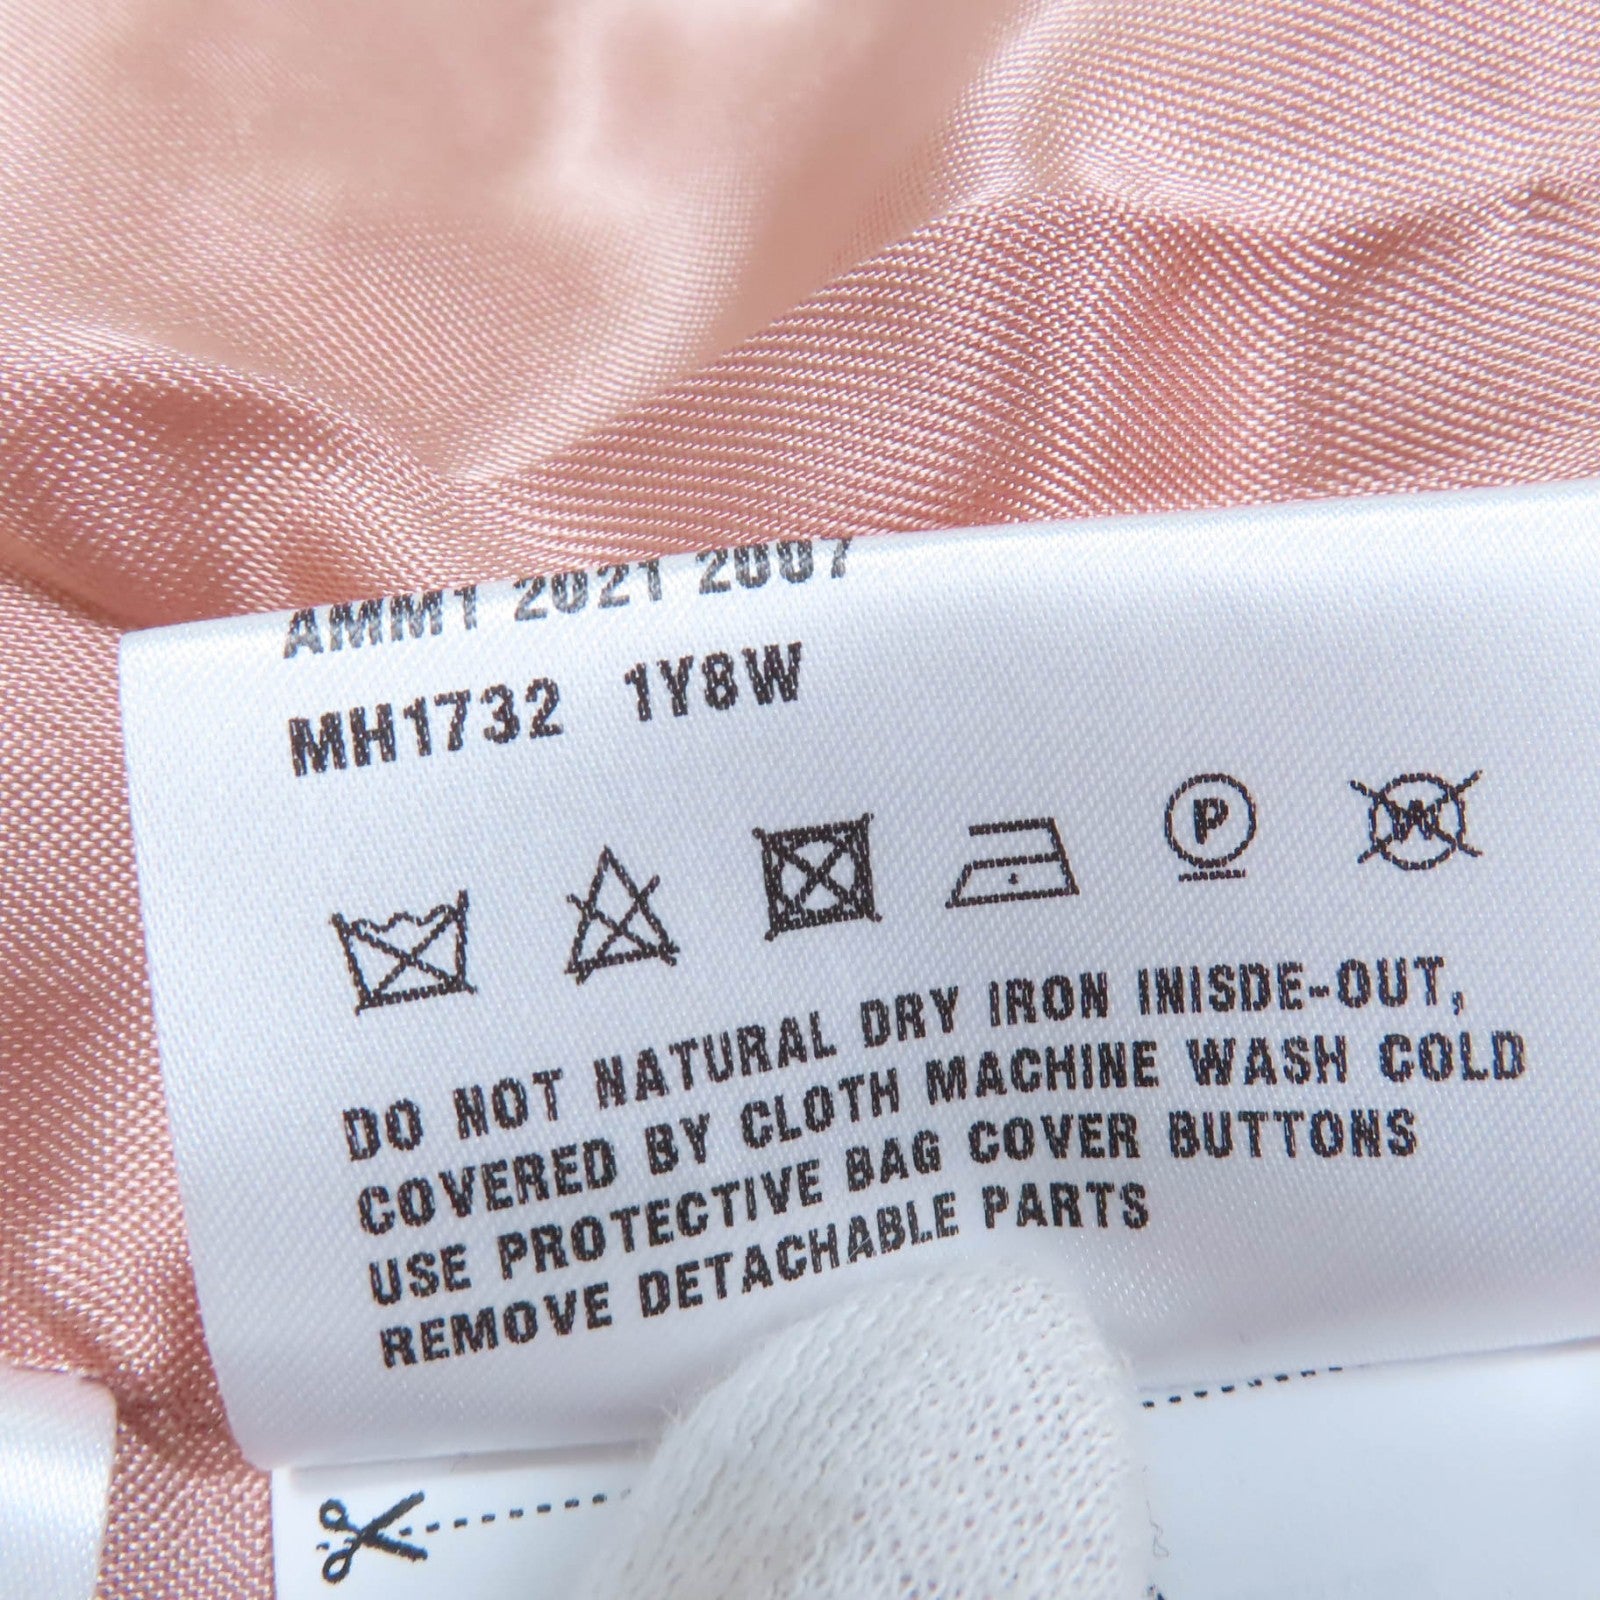 AMM1 2021 2007
MH1732 1Y8W
P W
DO NOT NATURAL DRY IRON INISDE-OUT,
COVERED BY CLOTH MACHINE WASH COLD
USE PROTECTIVE BAG COVER BUTTONS
REMOVE DETACHABLE PARTS